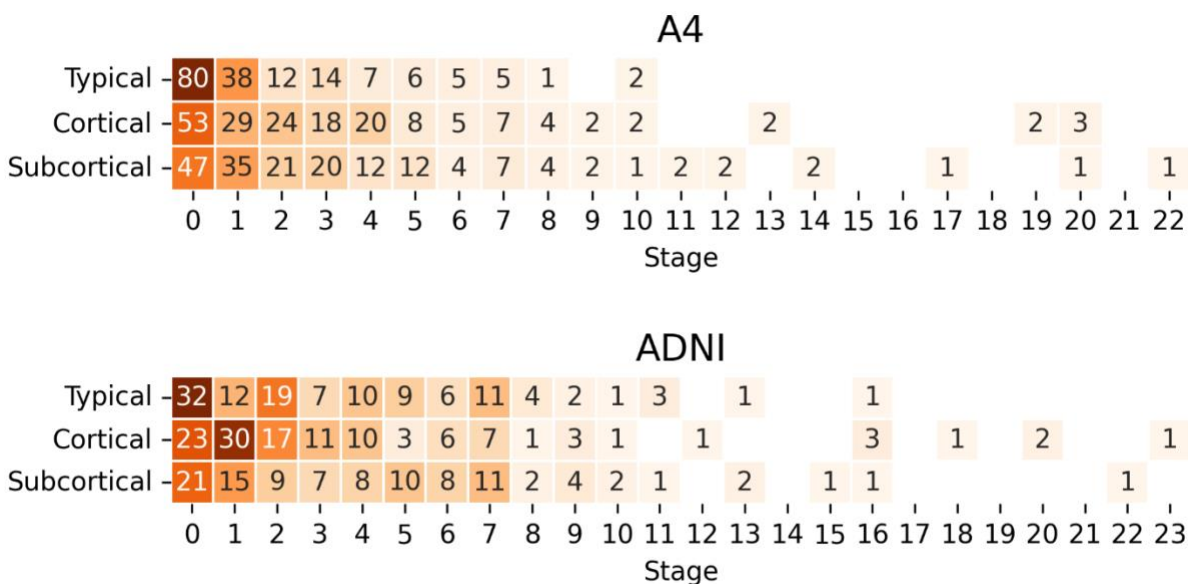 A4
Typical 80 38 12 14 7 6 5 5 1 2
Cortical 53 29 24 18 20 8 5 7 4 2 2 2 2 3
Subcortical 47 35 21 20 12 12 4 7 4 2 1 2 2 2 1 1 1
0 1 2 3 4 5 6 7 8 9 10 11 12 13 14 15 16 17 18 19 20 21 22
Stage
ADNI
Typical 32 12 19 7 10 9 6 11 4 2 1 3 1 1
Cortical 23 30 17 11 10 3 6 7 1 3 1 1 3 1 2 1
Subcortical 21 15 9 7 8 10 8 11 2 4 2 1 2 1 1 1
0 1 2 3 4 5 6 7 8 9 10 11 12 13 14 15 16 17 18 19 20 21 22 23
Stage